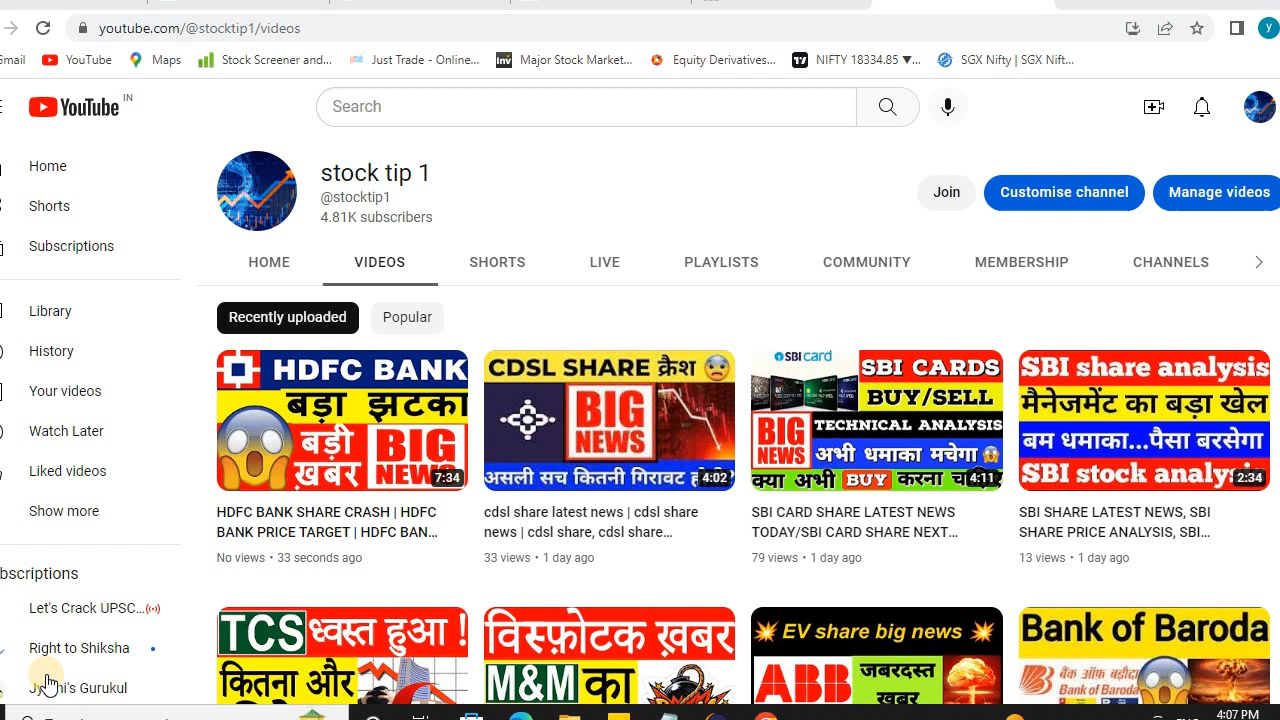 youtube.com/@stocktip1/videos
Gmail YouTube Maps Stock Screener and... Just Trade - Online... Inv Major Stock Market... Equity Derivatives... NIFTY 18334.85 ▼... SGX Nifty | SGX Nift...
YouTube IN
Search
y
Home
Shorts
Subscriptions
Library
History
Your videos
Watch Later
Liked videos
Show more
bscriptions
Let's Crack UPSC...
Right to Shiksha
stock tip 1
@stocktip1
4.81K subscribers
Join Customise channel Manage videos
HOME VIDEOS SHORTS LIVE PLAYLISTS COMMUNITY MEMBERSHIP CHANNELS
Recently uploaded Popular
HDFC BANK
बड़ा झटका
बड़ी
ख़बर
BIG
NEWS
7:34
HDFC BANK SHARE CRASH | HDFC
BANK PRICE TARGET | HDFC BAN...
No views • 33 seconds ago
CDSL SHARE क्रैश
BIG
NEWS
असली सच कितनी गिरावट
4:02
cdsl share latest news | cdsl share
news | cdsl share, cdsl share...
33 views • 1 day ago
SBI card
SBI CARDS
BUY/SELL
BIG
NEWS
TECHNICAL ANALYSIS
अभी धमाका मचेगा
क्या अभी BUY करना
4:11
SBI CARD SHARE LATEST NEWS
TODAY/SBI CARD SHARE NEXT...
79 views • 1 day ago
SBI share analysis
मैनेजमेंट का बड़ा खेल
बम धमाका...पैसा बरसेगा
SBI stock analysis
2:34
SBI SHARE LATEST NEWS, SBI
SHARE PRICE ANALYSIS, SBI...
13 views • 1 day ago
TCS ध्वस्त हुआ !
कितना और
विस्फ़ोटक ख़बर
M&M का
EV share big news
ABB जबरदस्त
खबर
Bank of Baroda
बैंक ऑफ़ बड़ौदा
Bank of Baroda
4:07 PM